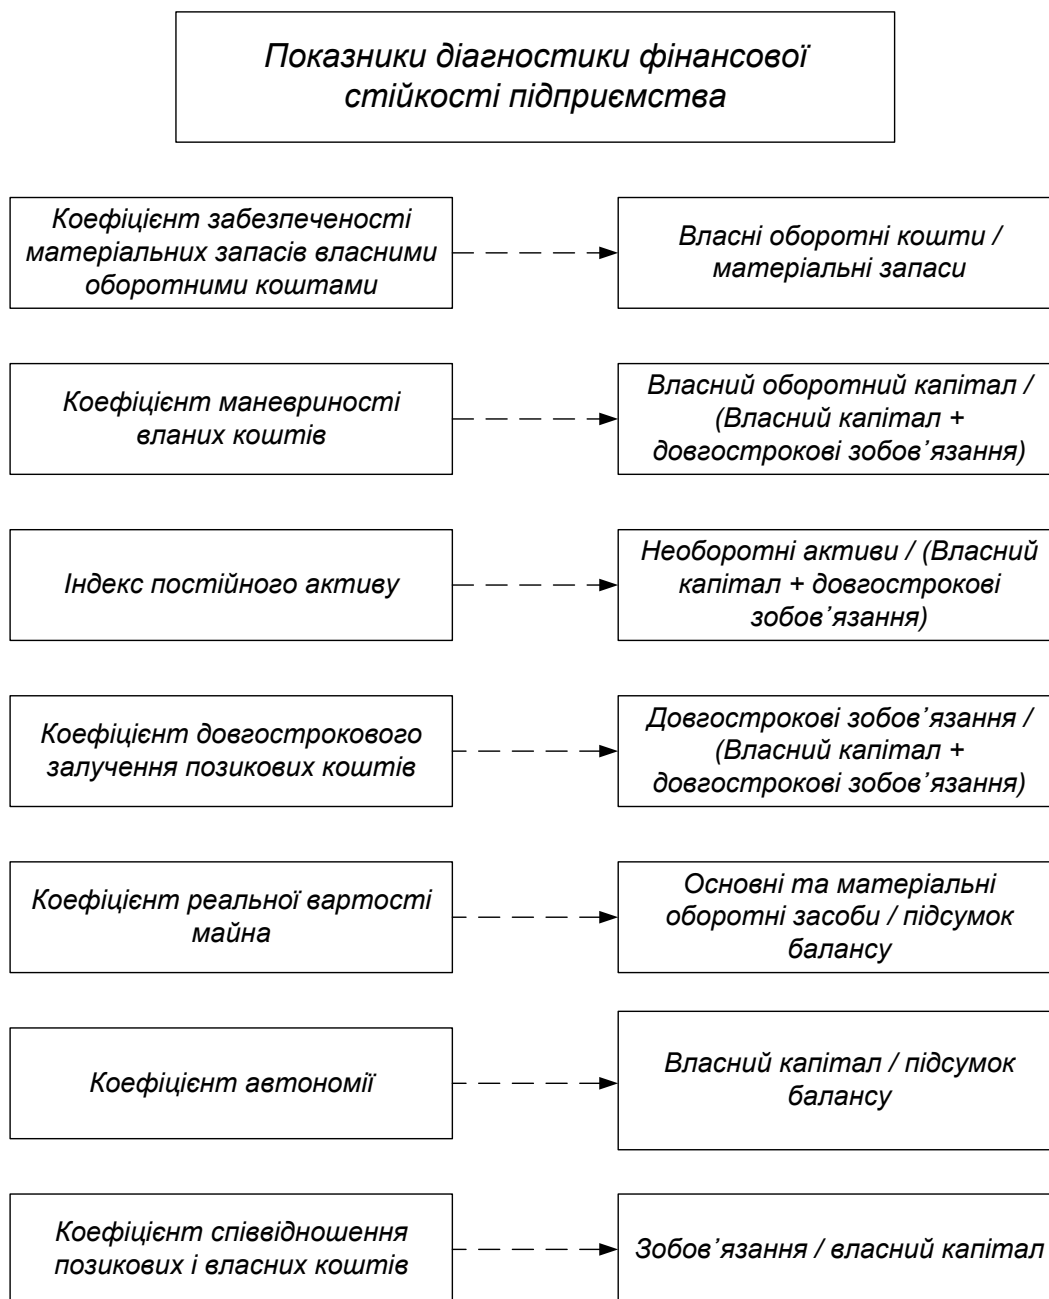 Показники діагностики фінансової
стійкості підприємства
Коефіцієнт забезпеченості
матеріальних запасів власними
оборотними коштами
Власні оборотні кошти /
матеріальні запаси
Коефіцієнт маневриності
вланих коштів
Власний оборотний капітал /
(Власний капітал +
довгострокові зобов’язання)
Індекс постійного активу
Необоротні активи / (Власний
капітал + довгострокові
зобов’язання)
Коефіцієнт довгострокового
залучення позикових коштів
Довгострокові зобов’язання /
(Власний капітал +
довгострокові зобов’язання)
Коефіцієнт реальної вартості
майна
Основні та матеріальні
оборотні засоби / підсумок
балансу
Коефіцієнт автономії
Власний капітал / підсумок
балансу
Коефіцієнт співвідношення
позикових і власних коштів
Зобов’язання / власний капітал